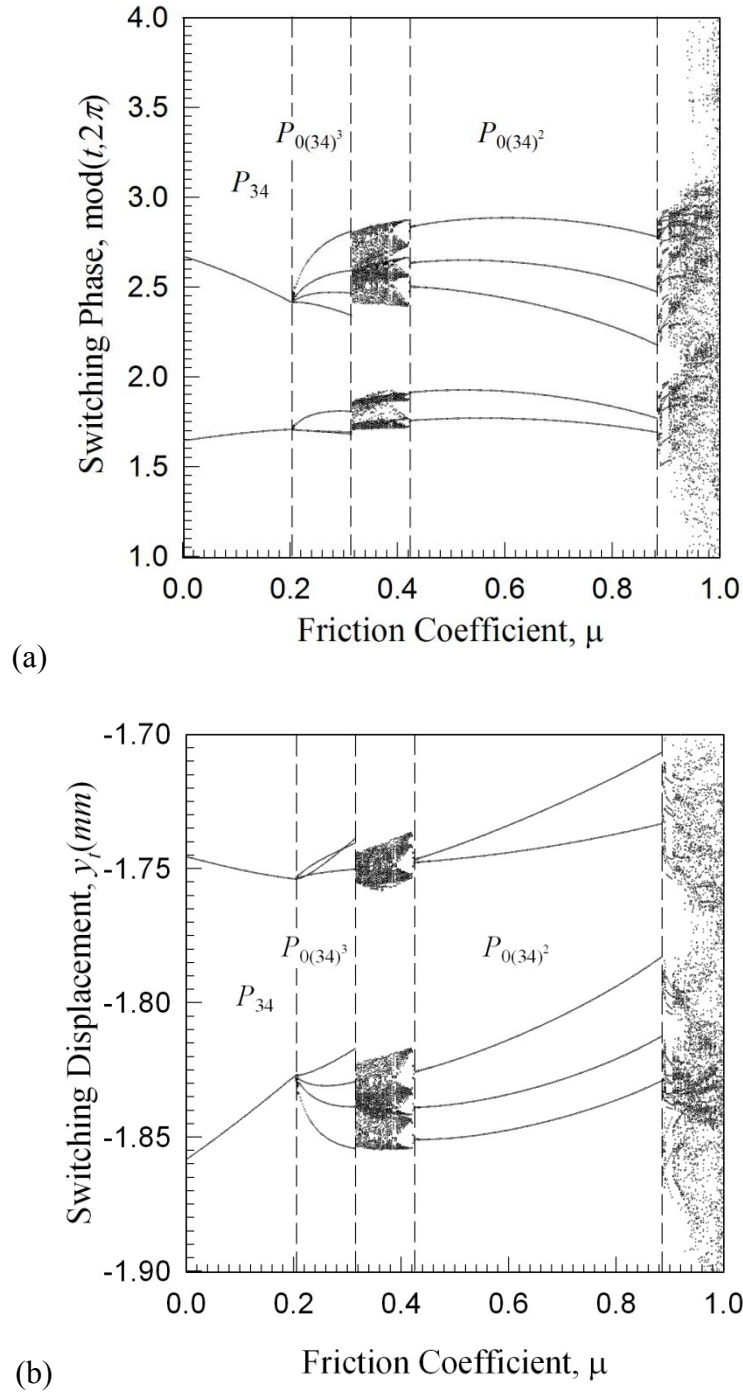 4.0
3.5
3.0
2.5
2.0
1.5
1.0
Switching Phase, mod(t,2π)
P₃₄
P₀₍₃₄₎³
P₀₍₃₄₎²
0.0 0.2 0.4 0.6 0.8 1.0
Friction Coefficient, μ
(a)
-1.70
-1.75
-1.80
-1.85
-1.90
Switching Displacement, yₜ(mm)
P₃₄
P₀₍₃₄₎³
P₀₍₃₄₎²
0.0 0.2 0.4 0.6 0.8 1.0
Friction Coefficient, μ
(b)